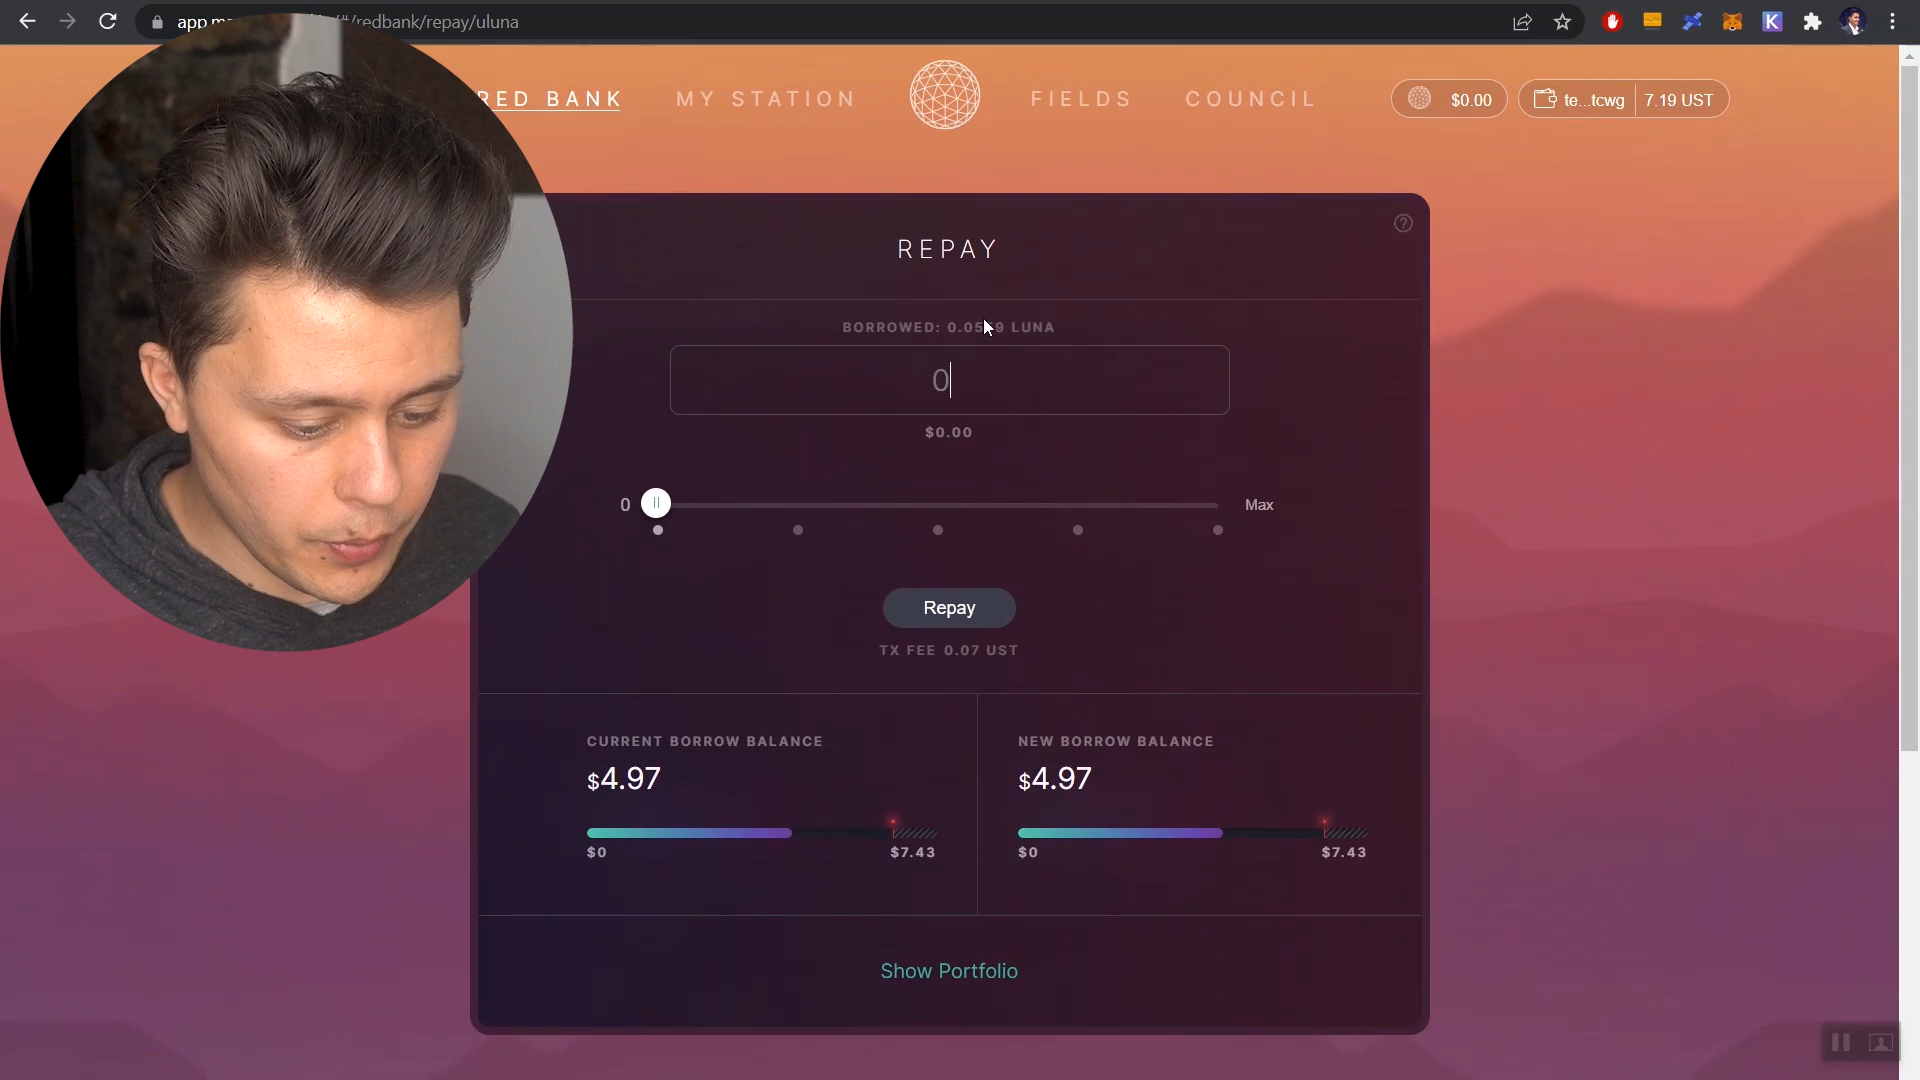 /#/redbank/repay/uluna
RED BANK
MY STATION
FIELDS
COUNCIL
$0.00
te...tcwg
7.19 UST
REPAY
BORROWED: LUNA
0
$0.00
0
Max
Repay
TX FEE 0.07 UST
CURRENT BORROW BALANCE
$4.97
$0
$7.43
NEW BORROW BALANCE
$4.97
$0
$7.43
Show Portfolio